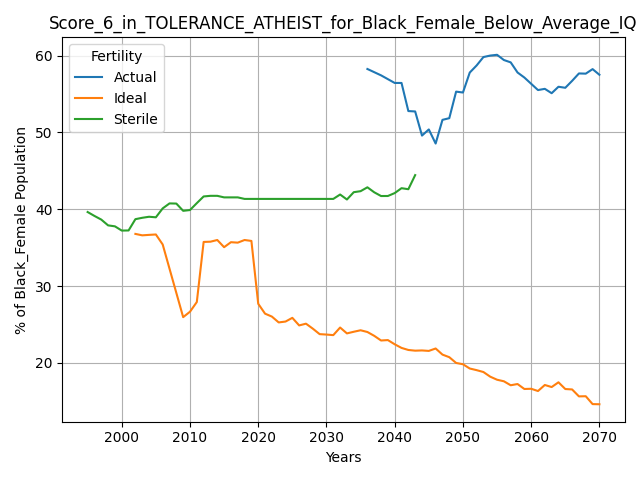 Score_6_in_TOLERANCE_ATHEIST_for_Black_Female_Below_Average_IQ
Fertility
Actual
Ideal
Sterile
% of Black_Female Population
60
50
40
30
20
2000 2010 2020 2030 2040 2050 2060 2070
Years